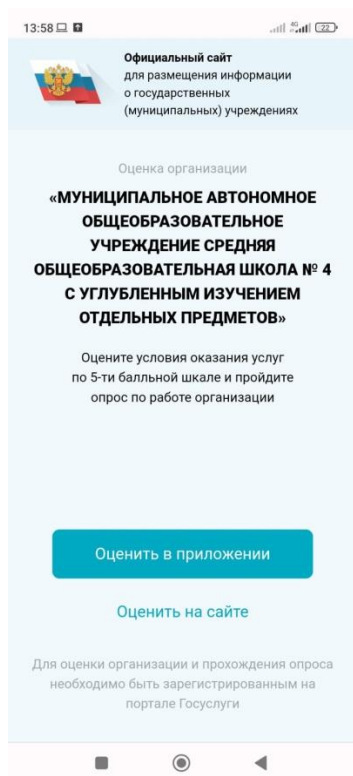 13:58
4G
22
Официальный сайт
для размещения информации
о государственных
(муниципальных) учреждениях
Оценка организации
«МУНИЦИПАЛЬНОЕ АВТОНОМНОЕ
ОБЩЕОБРАЗОВАТЕЛЬНОЕ
УЧРЕЖДЕНИЕ СРЕДНЯЯ
ОБЩЕОБРАЗОВАТЕЛЬНАЯ ШКОЛА № 4
С УГЛУБЛЕННЫМ ИЗУЧЕНИЕМ
ОТДЕЛЬНЫХ ПРЕДМЕТОВ»
Оцените условия оказания услуг
по 5-ти балльной шкале и пройдите
опрос по работе организации
Оценить в приложении
Оценить на сайте
Для оценки организации и прохождения опроса
необходимо быть зарегистрированным на
портале Госуслуги